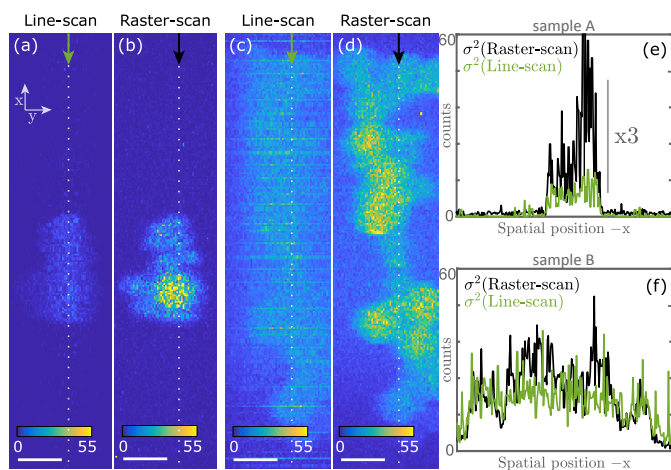 Line-scan Raster-scan Line-scan Raster-scan
(a) (b) (c) (d)
x
y
0 55 0 55 0 55 0 55
sample A
60
σ²(Raster-scan) (e)
σ²(Line-scan)
counts
x3
0
Spatial position −x
sample B
60
σ²(Raster-scan) (f)
σ²(Line-scan)
counts
0
Spatial position −x